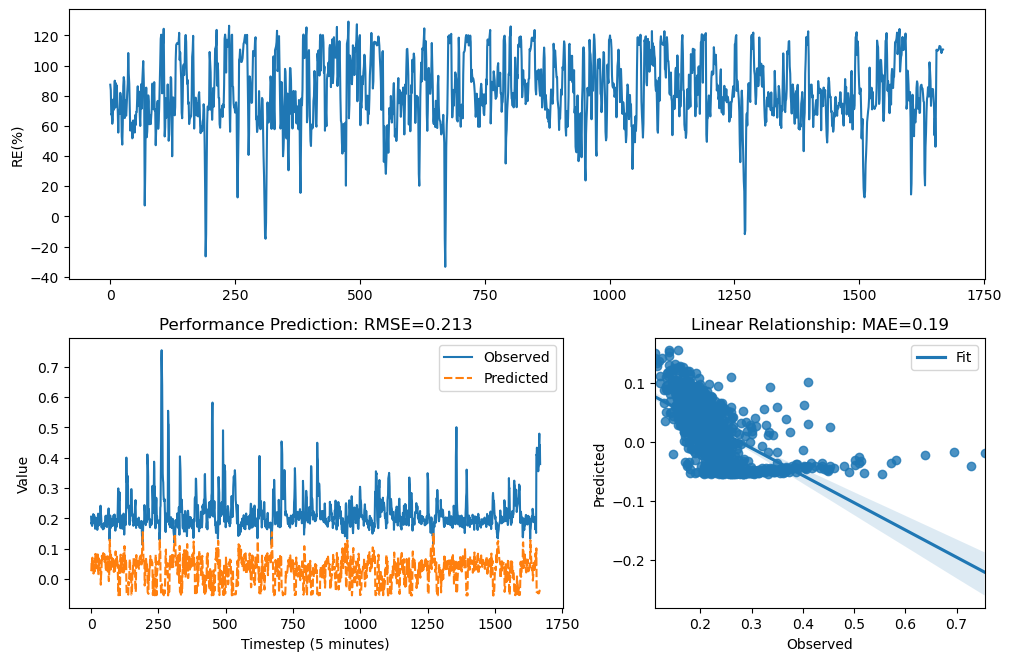 RE(%)
120
100
80
60
40
20
0
−20
−40
0 250 500 750 1000 1250 1500 1750
Performance Prediction: RMSE=0.213
Value
0.7
0.6
0.5
0.4
0.3
0.2
0.1
0.0
Observed
Predicted
0 250 500 750 1000 1250 1500 1750
Timestep (5 minutes)
Linear Relationship: MAE=0.19
Predicted
0.1
0.0
−0.1
−0.2
Fit
0.2 0.3 0.4 0.5 0.6 0.7
Observed